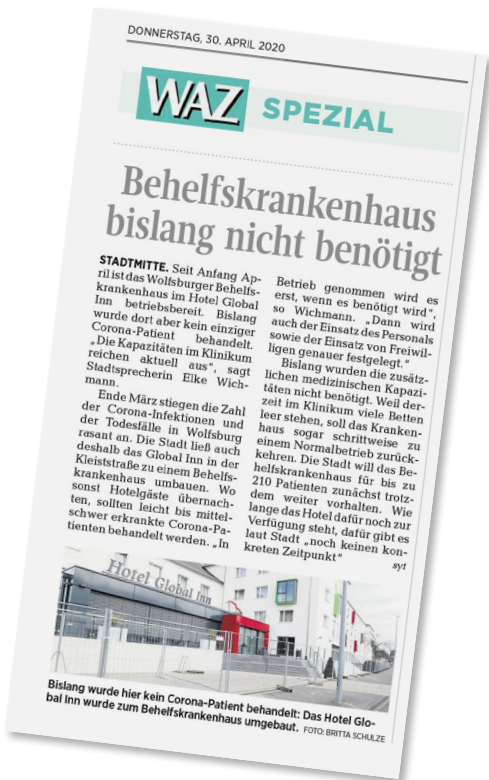 DONNERSTAG, 30. APRIL 2020
WAZ SPEZIAL
Behelfskrankenhaus
bislang nicht benötigt
STADTMITTE. Seit Anfang Ap-
ril ist das Wolfsburger Behelfs-
krankenhaus im Hotel Global
Inn betriebsbereit. Bislang
wurde dort aber kein einziger
Corona-Patient behandelt.
„Die Kapazitäten im Klinikum
reichen aktuell aus“, sagt
Stadtsprecherin Elke Wich-
mann.
Ende März stiegen die Zahl
der Corona-Infektionen und
der Todesfälle in Wolfsburg
rasant an. Die Stadt ließ auch
deshalb das Global Inn in der
Kleiststraße zu einem Behelfs-
krankenhaus umbauen. Wo
sonst Hotelgäste übernach-
ten, sollten leicht bis mittel-
schwer erkrankte Corona-Pa-
tienten behandelt werden. „In
Betrieb genommen wird es
erst, wenn es benötigt wird“,
so Wichmann. „Dann wird
auch der Einsatz des Personals
sowie der Einsatz von Freiwil-
ligen genauer festgelegt.“
Bislang wurden die zusätz-
lichen medizinischen Kapazi-
täten nicht benötigt. Weil der-
zeit im Klinikum viele Betten
leer stehen, soll das Kranken-
haus sogar schrittweise zu
einem Normalbetrieb zurück-
kehren. Die Stadt will das Be-
helfskrankenhaus für bis zu
210 Patienten zunächst trotz-
dem weiter vorhalten. Wie
lange das Hotel dafür noch zur
Verfügung steht, dafür gibt es
laut Stadt „noch keinen kon-
kreten Zeitpunkt“
syt
Hotel Global Inn
Bislang wurde hier kein Corona-Patient behandelt: Das Hotel Glo-
bal Inn wurde zum Behelfskrankenhaus umgebaut. FOTO: BRITTA SCHULZE